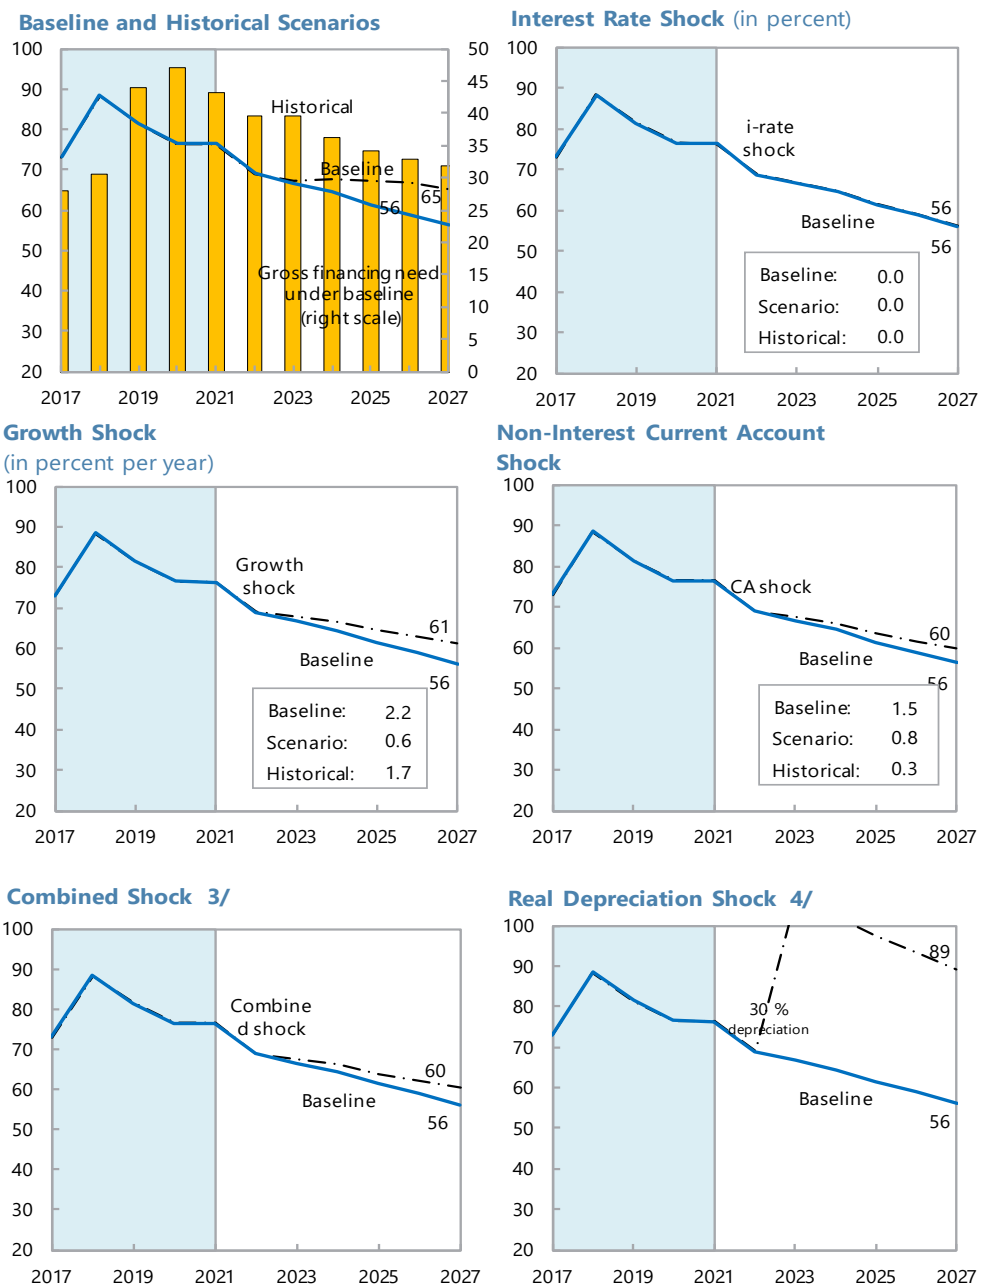 Baseline and Historical Scenarios
100
90
80
70
60
50
40
30
20
50
45
40
35
30
25
20
15
10
5
0
Historical
Baseline
65
56
Gross financing need
under baseline
(right scale)
2017 2019 2021 2023 2025 2027
Interest Rate Shock (in percent)
100
90
80
70
60
50
40
30
20
i-rate
shock
56
Baseline
56
Baseline: 0.0
Scenario: 0.0
Historical: 0.0
2017 2019 2021 2023 2025 2027
Growth Shock
(in percent per year)
100
90
80
70
60
50
40
30
20
Growth
shock
61
Baseline
56
Baseline: 2.2
Scenario: 0.6
Historical: 1.7
2017 2019 2021 2023 2025 2027
Non-Interest Current Account
Shock
100
90
80
70
60
50
40
30
20
CA shock
60
Baseline
56
Baseline: 1.5
Scenario: 0.8
Historical: 0.3
2017 2019 2021 2023 2025 2027
Combined Shock 3/
100
90
80
70
60
50
40
30
20
Combine
d shock
60
Baseline
56
2017 2019 2021 2023 2025 2027
Real Depreciation Shock 4/
100
90
80
70
60
50
40
30
20
89
30 %
depreciation
Baseline
56
2017 2019 2021 2023 2025 2027